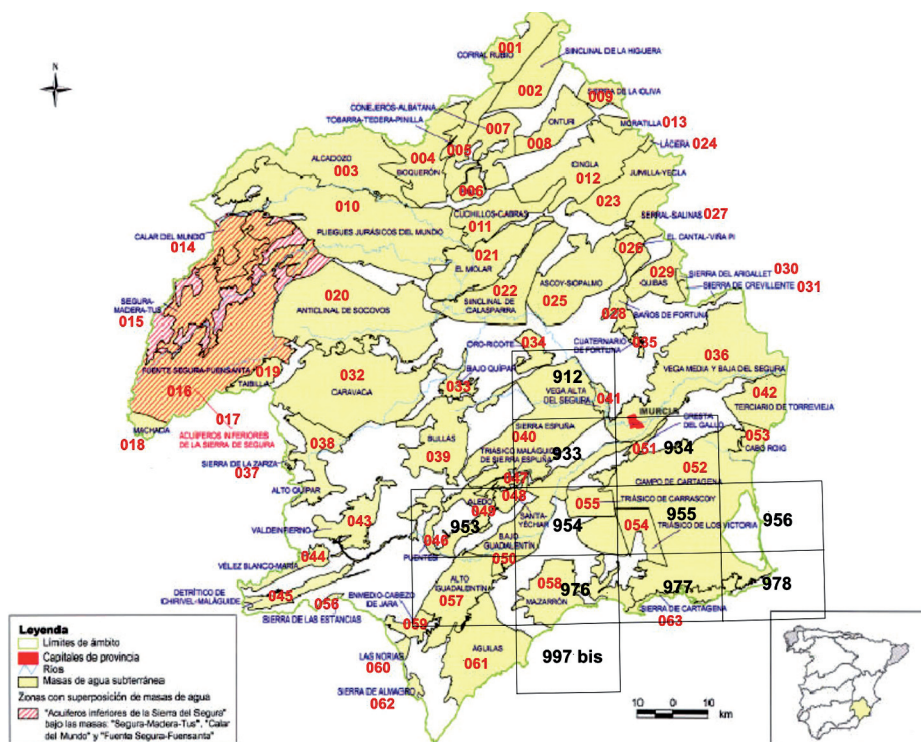 001
CORRAL RUBIO
SINCLINAL DE LA HIGUERA
002
009
SIERRA DE LA OLIVA
CONEJEROS-ALBATANA
TOBARRA-TEDERA-PINILLA
007
ONTURI
MORATILLA 013
008
005
LÁCERA 024
ALCADOZO
003
004
BOQUERÓN
006
CINGLA
012
JUMILLA-YECLA
010
CUCHILLOS-CABRAS
011
023
SERRAL-SALINAS 027
PLIEGUES JURÁSICOS DEL MUNDO
CALAR DEL MUNDO
014
021
026
EL CANTAL-VIÑA PI
EL MOLAR
029
QUIBAS
SIERRA DEL ARGALLET 030
SIERRA DE CREVILLENTE 031
SEGURA-
MADERA-TUS
015
020
ANTICLINAL DE SOCOVOS
022
SINCLINAL DE
CALASPARRA
ASCOY-SOPALMO
025
028
BAÑOS DE FORTUNA
CUATERNARIO
DE FORTUNA
035
ORO-RICOTE
034
036
VEGA MEDIA Y BAJA DEL SEGURA
FUENTE SEGURA-FUENSANTA
019
TAIBILLA
016
032
CARAVACA
BAJO QUÍPAR
033
912
VEGA ALTA
DEL SEGURA
041
042
TERCIARIO DE TORREVIEJA
017
ACUÍFEROS INFERIORES
DE LA SIERRA DE SEGURA
MACHADA
018
MURCIA
CRESTA
DEL GALLO
051
934
053
CABO ROIG
038
BULLAS
039
SIERRA ESPUÑA
040
TRIÁSICO MALÁGUIDE
DE SIERRA ESPUÑA
933
052
CAMPO DE CARTAGENA
SIERRA DE LA ZARZA
037
ALTO QUÍPAR
047
048
ALEDO
049
SANTA-
YÉCHAR
055
TRIÁSICO DE CARRASCOY
043
VALDEINFIERNO
953
046
PUENTES
BAJO
GUADALENTÍN
050
954
054
955
TRIÁSICO DE LOS VICTORIA
956
044
VÉLEZ BLANCO-MARÍA
DETRÍTICO DE
CHIRIVEL-MALÁGUIDE
045
056
SIERRA DE LAS ESTANCIAS
ENMEDIO-CABEZO
DE JARA
059
ALTO
GUADALENTÍN
057
058
MAZARRÓN
976
977
978
SIERRA DE CARTAGENA
063
LAS NORIAS
060
ÁGUILAS
061
997 bis
SIERRA DE ALMAGRO
062
Leyenda
Límites de ámbito
Capitales de provincia
Ríos
Masas de agua subterránea
Zonas con superposición de masas de agua
"Acuíferos inferiores de la Sierra del Segura"
bajo las masas: "Segura-Madera-Tus", "Calar
del Mundo" y "Fuente Segura-Fuensanta"
10 0 10 km